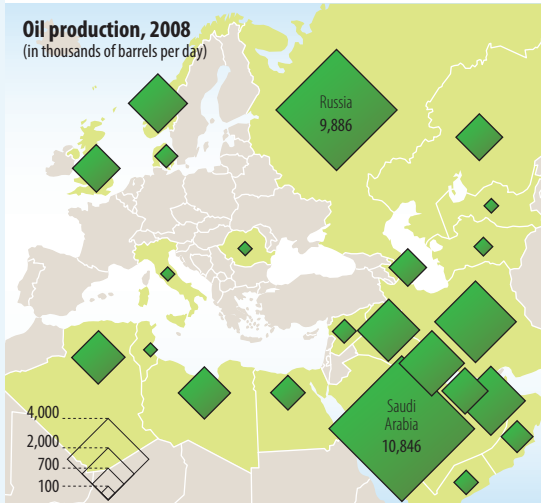 Oil production, 2008
(in thousands of barrels per day)
Russia
9,886
Saudi
Arabia
10,846
4,000
2,000
700
100